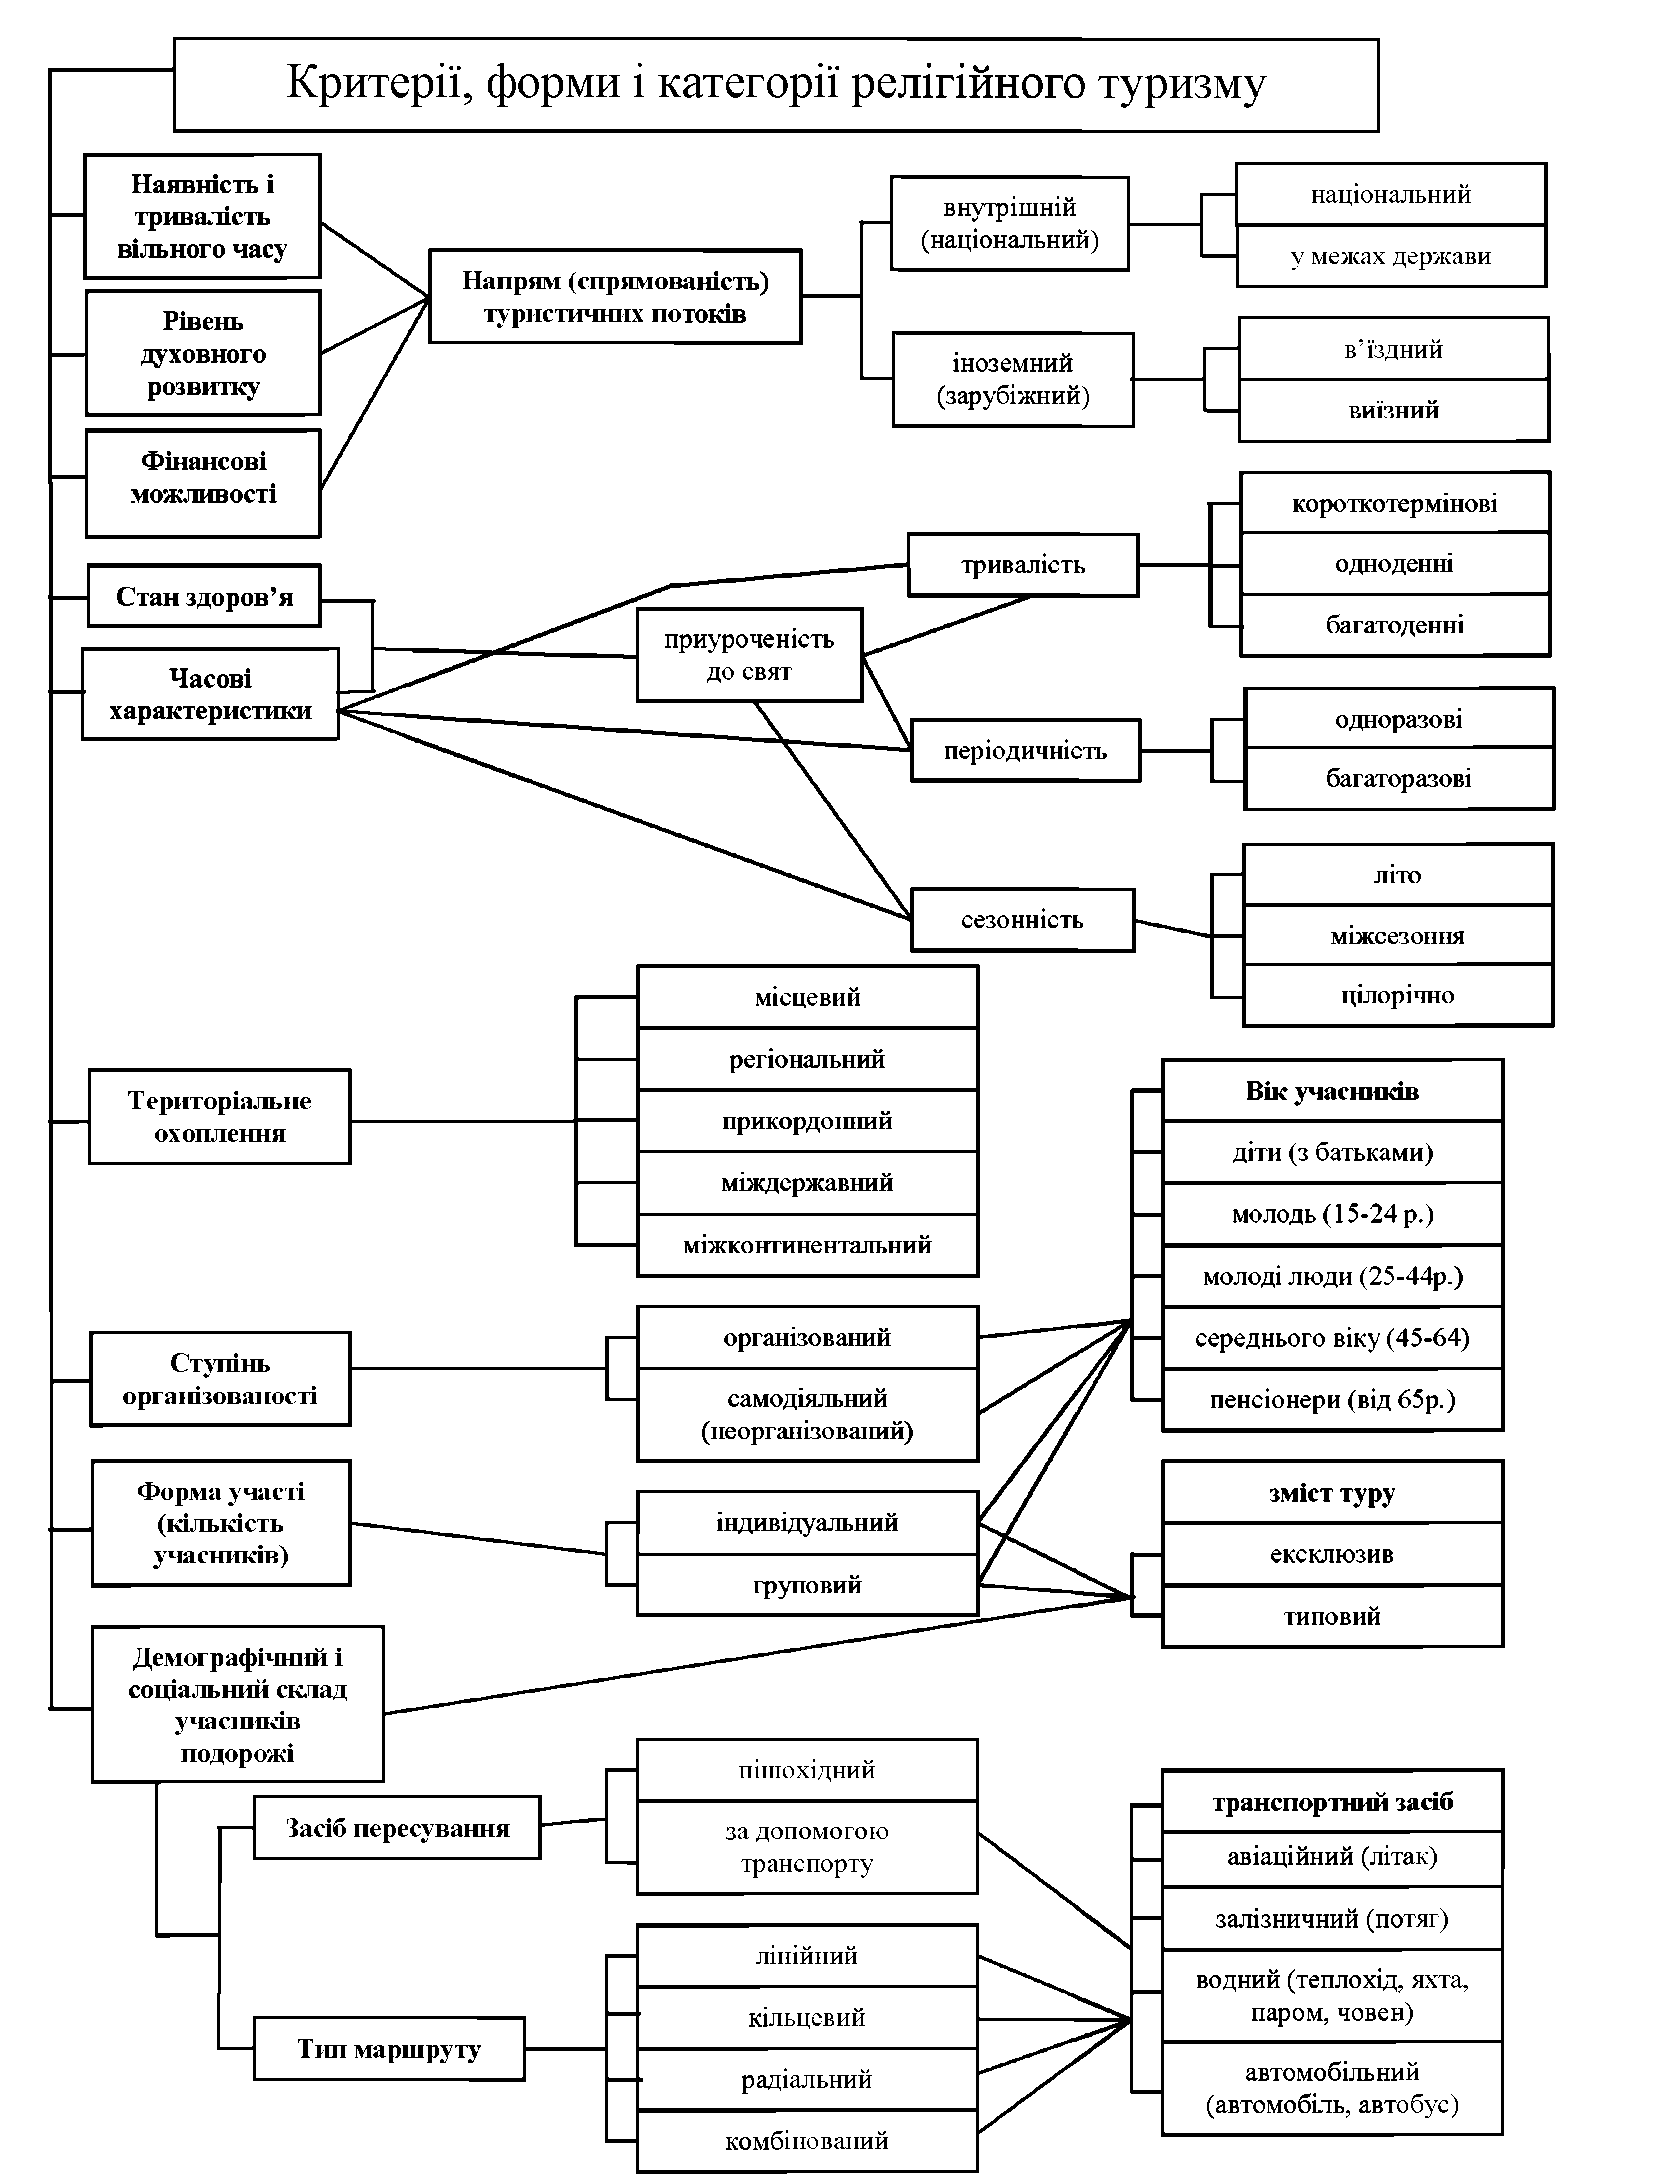 Критерії, форми і категорії релігійного туризму
Наявність і
тривалість
вільного часу
Рівень
духовного
розвитку
Фінансові
можливості
Стан здоров’я
Часові
характеристики
Напрям (спрямованість)
туристичних потоків
внутрішній
(національний)
національний
у межах держави
іноземний
(зарубіжний)
в’їздний
виїзний
приуроченість
до свят
тривалість
короткотермінові
одноденні
багатоденні
періодичність
одноразові
багаторазові
сезонність
літо
міжсезоння
цілорічно
Територіальне
охоплення
місцевий
регіональний
прикордонний
міждержавний
міжконтинентальний
Ступінь
організованості
організований
самодіяльний
(неорганізований)
Форма участі
(кількість
учасників)
індивідуальний
груповий
Вік учасників
діти (з батьками)
молодь (15-24 р.)
молоді люди (25-44р.)
середнього віку (45-64)
пенсіонери (від 65р.)
зміст туру
ексклюзив
типовий
Демографічний і
соціальний склад
учасників
подорожі
Засіб пересування
пішохідний
за допомогою
транспорту
Тип маршруту
лінійний
кільцевий
радіальний
комбінований
транспортний засіб
авіаційний (літак)
залізничний (потяг)
водний (теплохід, яхта,
паром, човен)
автомобільний
(автомобіль, автобус)